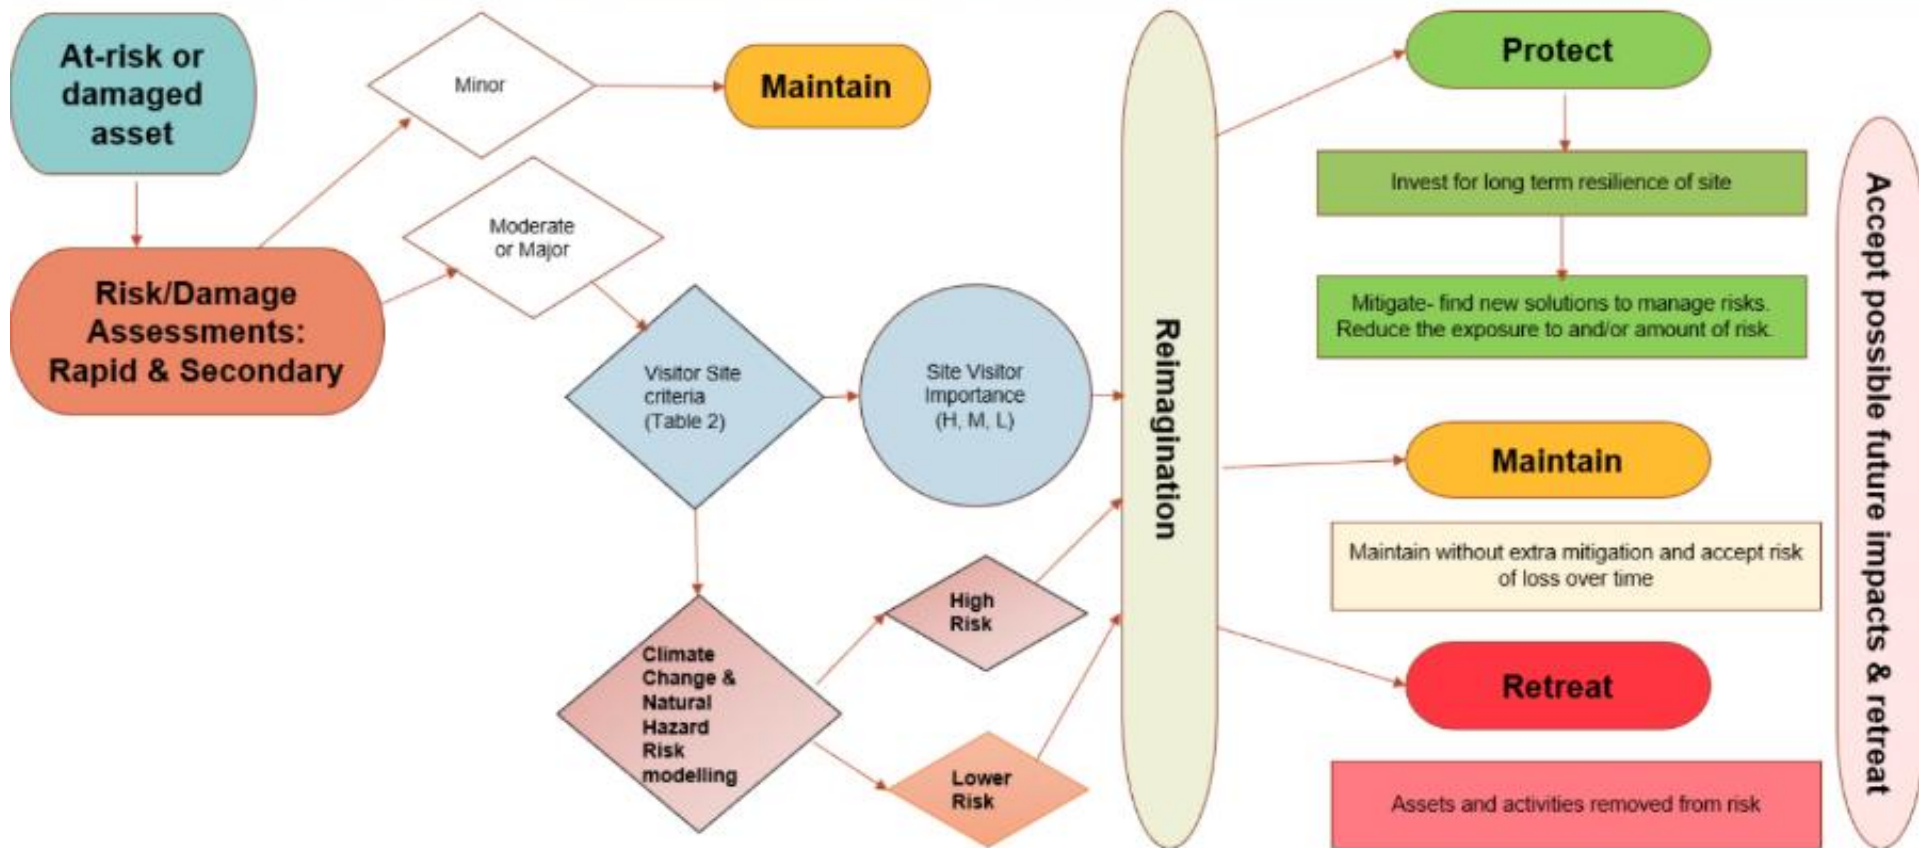 At-risk or
damaged
asset
Minor
Maintain
Risk/Damage
Assessments:
Rapid & Secondary
Moderate
or Major
Visitor Site
criteria
(Table 2)
Site Visitor
Importance
(H, M, L)
Climate
Change &
Natural
Hazard
Risk
modelling
High
Risk
Lower
Risk
Reimagination
Protect
Invest for long term resilience of site
Mitigate- find new solutions to manage risks.
Reduce the exposure to and/or amount of risk.
Maintain
Maintain without extra mitigation and accept risk
of loss over time
Retreat
Assets and activities removed from risk
Accept possible future impacts & retreat